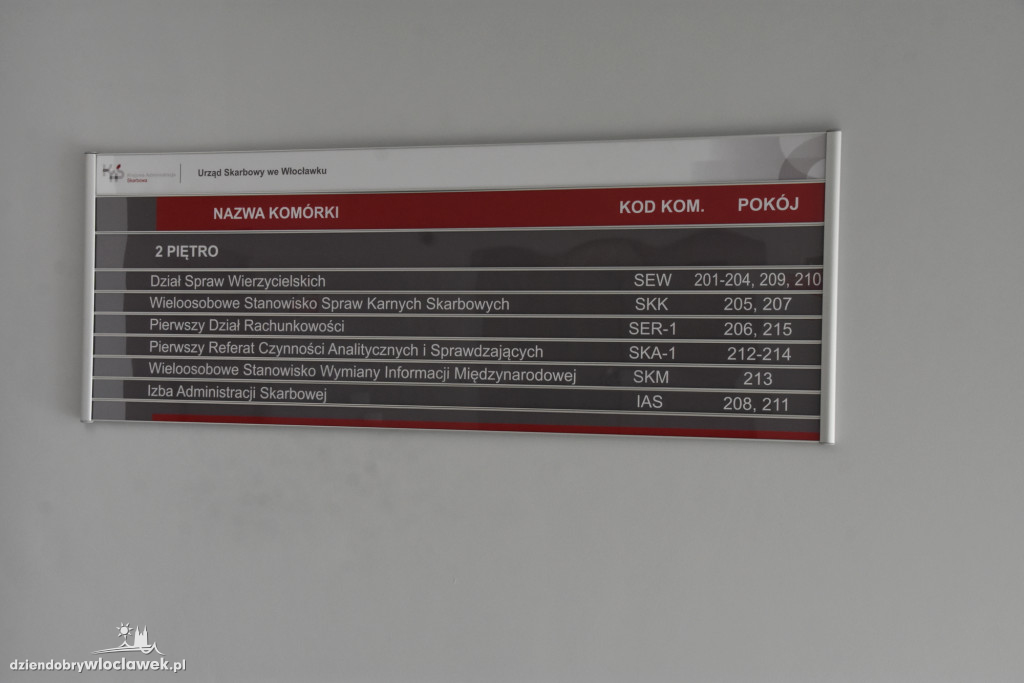 Krajowa Administracja
Skarbowa
Urząd Skarbowy we Włocławku
NAZWA KOMÓRKI KOD KOM. POKÓJ
2 PIĘTRO
Dział Spraw Wierzycielskich SEW 201-204, 209, 210
Wieloosobowe Stanowisko Spraw Karnych Skarbowych SKK 205, 207
Pierwszy Dział Rachunkowości SER-1 206, 215
Pierwszy Referat Czynności Analitycznych i Sprawdzających SKA-1 212-214
Wieloosobowe Stanowisko Wymiany Informacji Międzynarodowej SKM 213
Izba Administracji Skarbowej IAS 208, 211
dziendobrywloclawek.pl